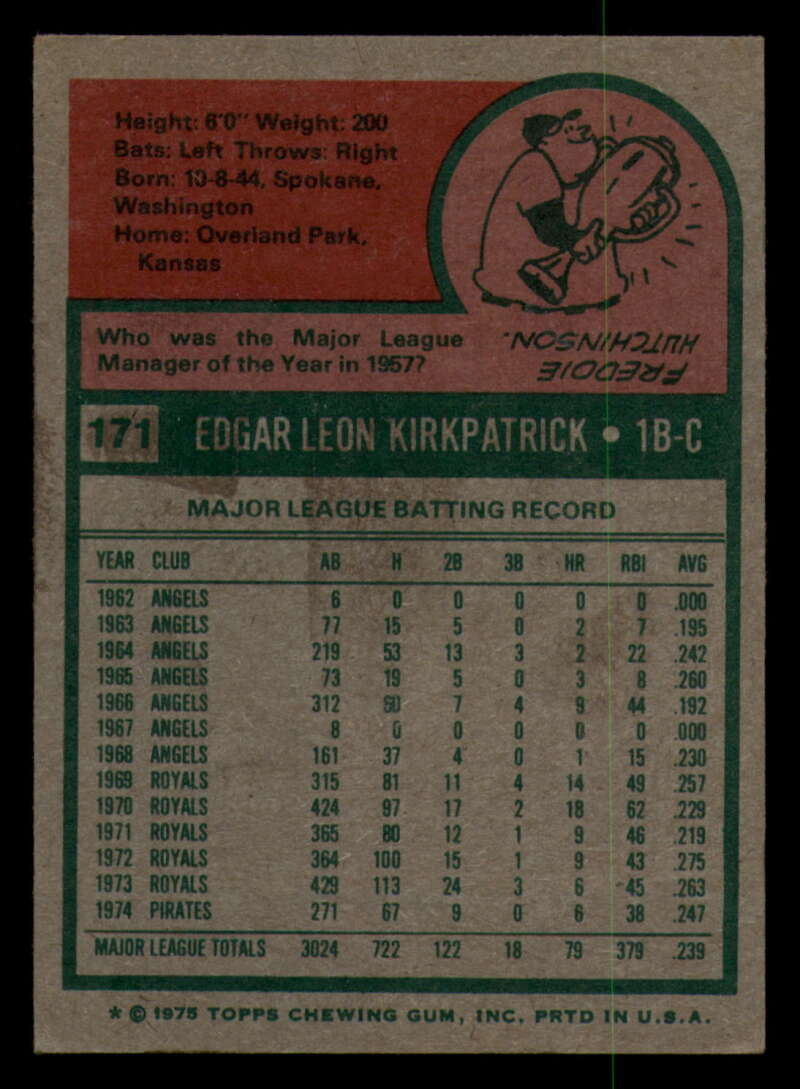 Height: 6'0" Weight: 200
Bats: Left Throws: Right
Born: 10-8-44, Spokane,
Washington
Home: Overland Park,
Kansas
Who was the Major League
Manager of the Year in 1957?
FREDDIE
HUTCHINSON.
171 EDGAR LEON KIRKPATRICK • 1B-C
MAJOR LEAGUE BATTING RECORD
YEAR CLUB AB H 2B 3B HR RBI AVG
1962 ANGELS 6 0 0 0 0 0 .000
1963 ANGELS 77 15 5 0 2 7 .195
1964 ANGELS 219 53 13 3 2 22 .242
1965 ANGELS 73 19 5 0 3 8 .260
1966 ANGELS 312 60 7 4 9 44 .192
1967 ANGELS 8 0 0 0 0 0 .000
1968 ANGELS 161 37 4 0 1 15 .230
1969 ROYALS 315 81 11 4 14 49 .257
1970 ROYALS 424 97 17 2 18 62 .229
1971 ROYALS 365 80 12 1 9 46 .219
1972 ROYALS 364 100 15 1 9 43 .275
1973 ROYALS 429 113 24 3 6 45 .263
1974 PIRATES 271 67 9 0 6 38 .247
MAJOR LEAGUE TOTALS 3024 722 122 18 79 379 .239
* © 1975 TOPPS CHEWING GUM, INC. PRTD IN U.S.A.